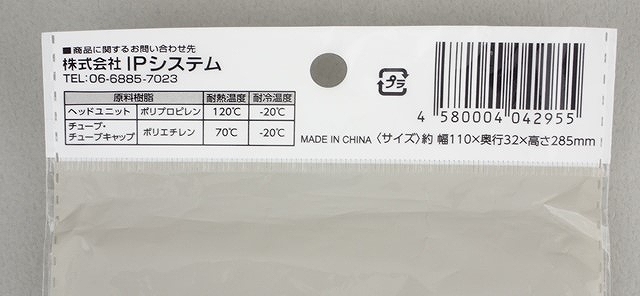 ■商品に関するお問い合わせ先
株式会社 IPシステム
TEL:06-6885-7023
原料樹脂 耐熱温度 耐冷温度
ヘッドユニット ポリプロピレン 120℃ -20℃
チューブ・
チューブキャップ ポリエチレン 70℃ -20℃
プラ
4 580004 042955
MADE IN CHINA 〈サイズ〉約 幅110×奥行32×高さ285mm